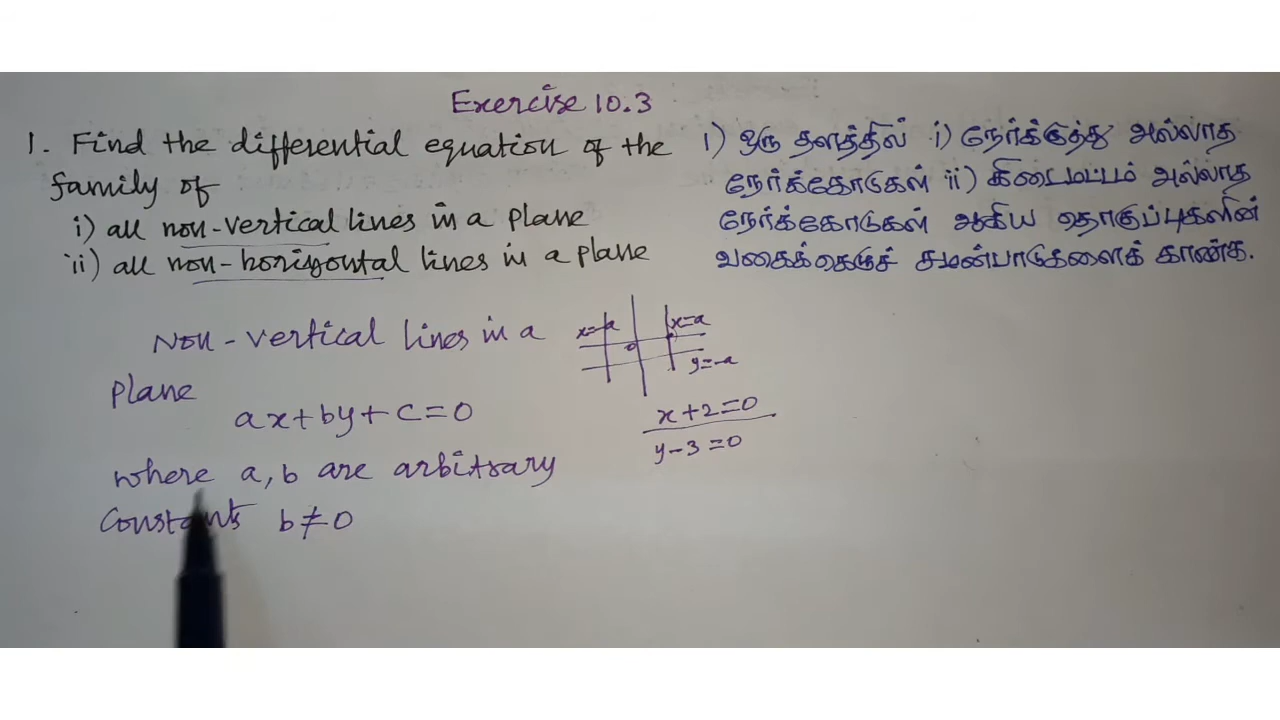 Exercise 10.3
1. Find the differential equation of the
family of
i) all non-vertical lines in a plane
ii) all non-horizontal lines in a plane
1) ஒரு தளத்தில் i) நேர்க்குத்து அல்லாத
நேர்க்கோடுகள் ii) கிடைமட்டம் அல்லாத
நேர்க்கோடுகள் ஆகிய தொகுப்புகளின்
வகைக்கெழுச் சமன்பாடுகளைக் காண்க.
Non-vertical lines in a
plane
ax+by+c=0
where a, b are arbitrary
Constants b≠0
x=-a
x=a
0
y=-a
x+2=0
y-3=0